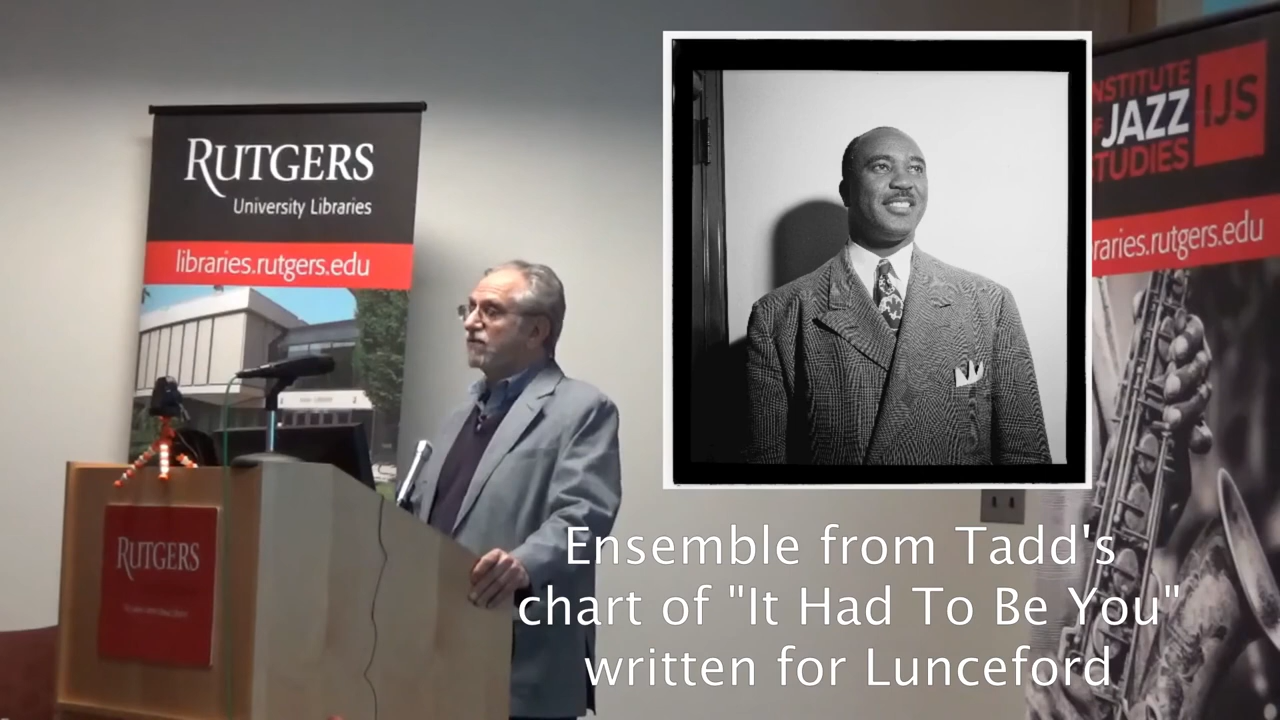 RUTGERS
University Libraries
libraries.rutgers.edu
RUTGERS
INSTITUTE
OF JAZZ
STUDIES
IJS
raries.rutgers.edu
Ensemble from Tadd's
chart of "It Had To Be You"
written for Lunceford